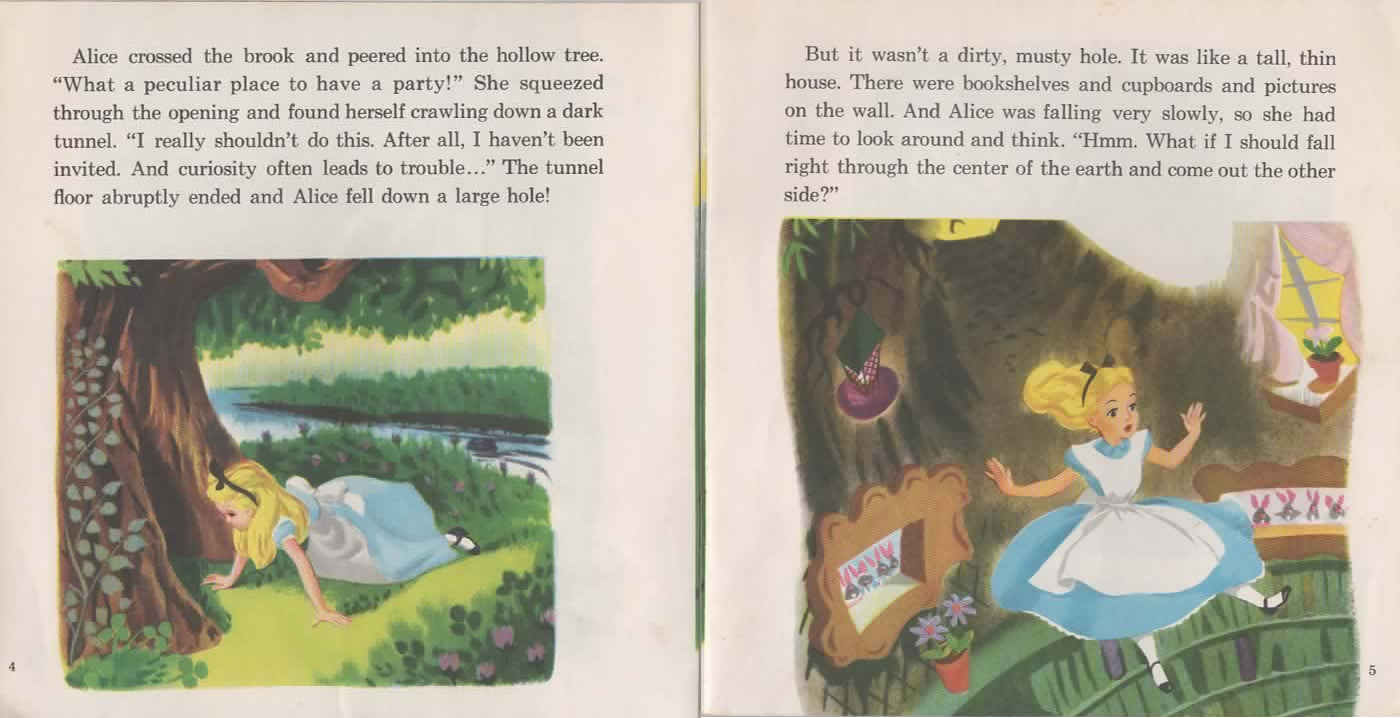 Alice crossed the brook and peered into the hollow tree.
“What a peculiar place to have a party!” She squeezed
through the opening and found herself crawling down a dark
tunnel. “I really shouldn’t do this. After all, I haven’t been
invited. And curiosity often leads to trouble...” The tunnel
floor abruptly ended and Alice fell down a large hole!
4
But it wasn’t a dirty, musty hole. It was like a tall, thin
house. There were bookshelves and cupboards and pictures
on the wall. And Alice was falling very slowly, so she had
time to look around and think. “Hmm. What if I should fall
right through the center of the earth and come out the other
side?”
5